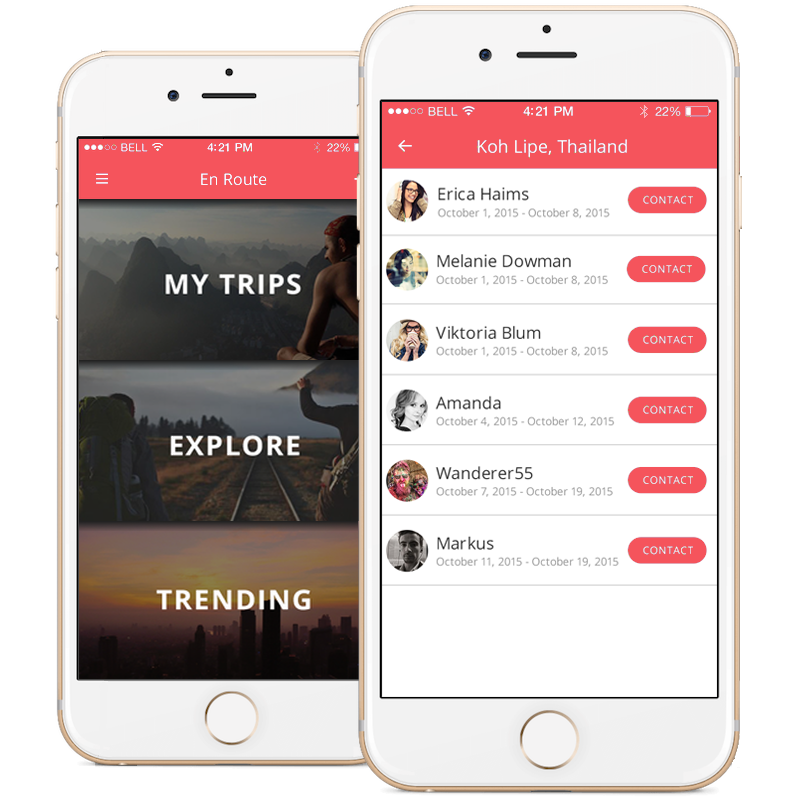 BELL 4:21 PM 22%
En Route
MY TRIPS
EXPLORE
TRENDING
BELL 4:21 PM 22%
Koh Lipe, Thailand
Erica Haims
October 1, 2015 - October 8, 2015
CONTACT
Melanie Dowman
October 1, 2015 - October 8, 2015
CONTACT
Viktoria Blum
October 1, 2015 - October 8, 2015
CONTACT
Amanda
October 4, 2015 - October 12, 2015
CONTACT
Wanderer55
October 7, 2015 - October 19, 2015
CONTACT
Markus
October 11, 2015 - October 19, 2015
CONTACT